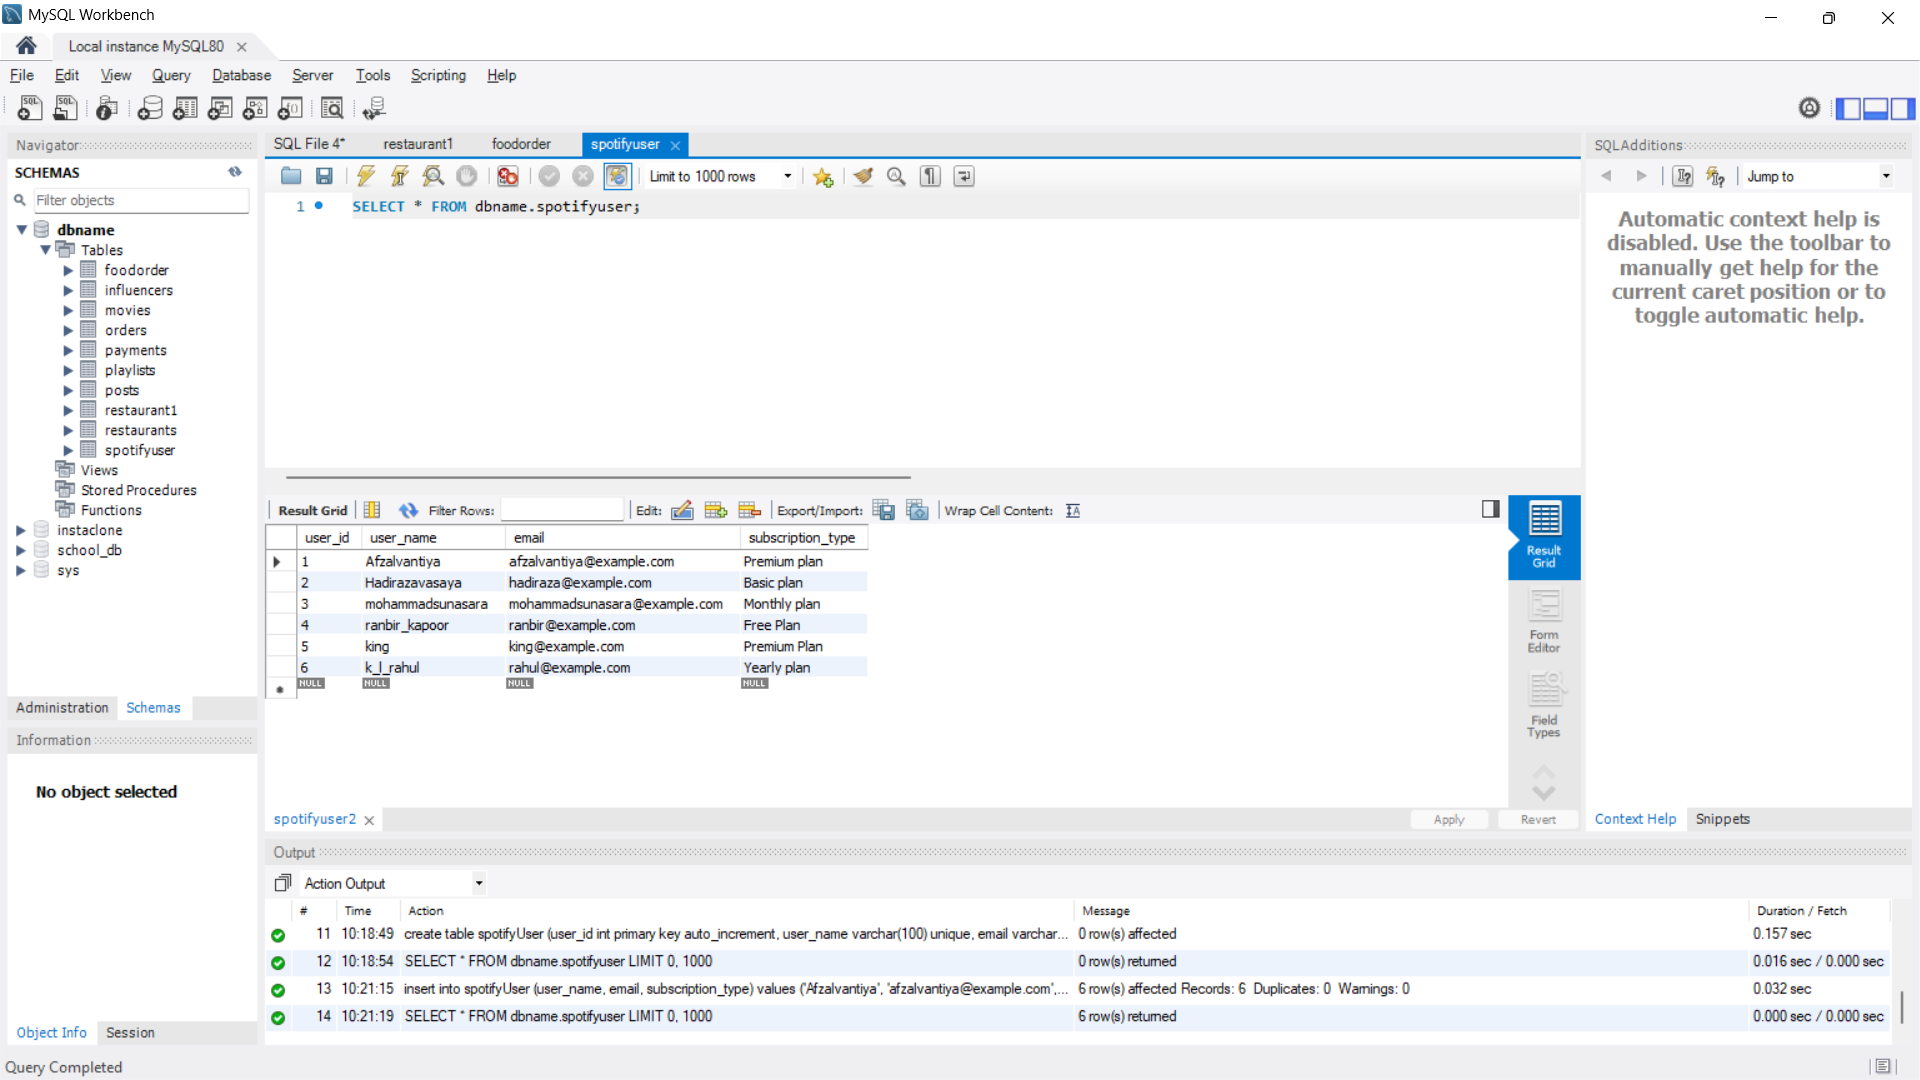 MySQL Workbench
Local instance MySQL80
File Edit View Query Database Server Tools Scripting Help
Navigator
SCHEMAS
Filter objects
dbname
Tables
foodorder
influencers
movies
orders
payments
playlists
posts
restaurant1
restaurants
spotifyuser
Views
Stored Procedures
Functions
instaclone
school_db
sys
Administration Schemas
Information
No object selected
Object Info Session
SQL File 4* restaurant1 foodorder spotifyuser
Limit to 1000 rows
1 SELECT * FROM dbname.spotifyuser;
Result Grid Filter Rows: Edit: Export/Import: Wrap Cell Content:
user_id user_name email subscription_type
1 Afzalvantiya afzalvantiya@example.com Premium plan
2 Hadirazavasaya hadiraza@example.com Basic plan
3 mohammadsunasara mohammadsunasara@example.com Monthly plan
4 ranbir_kapoor ranbir@example.com Free Plan
5 king king@example.com Premium Plan
6 k_l_rahul rahul@example.com Yearly plan
NULL NULL NULL NULL
Result
Grid
Form
Editor
Field
Types
spotifyuser2 Apply Revert
SQLAdditions
Jump to
Automatic context help is
disabled. Use the toolbar to
manually get help for the
current caret position or to
toggle automatic help.
Context Help Snippets
Output
Action Output
# Time Action Message Duration / Fetch
11 10:18:49 create table spotifyUser (user_id int primary key auto_increment, user_name varchar(100) unique, email varchar... 0 row(s) affected 0.157 sec
12 10:18:54 SELECT * FROM dbname.spotifyuser LIMIT 0, 1000 0 row(s) returned 0.016 sec / 0.000 sec
13 10:21:15 insert into spotifyUser (user_name, email, subscription_type) values ('Afzalvantiya', 'afzalvantiya@example.com',... 6 row(s) affected Records: 6 Duplicates: 0 Warnings: 0 0.032 sec
14 10:21:19 SELECT * FROM dbname.spotifyuser LIMIT 0, 1000 6 row(s) returned 0.000 sec / 0.000 sec
Query Completed